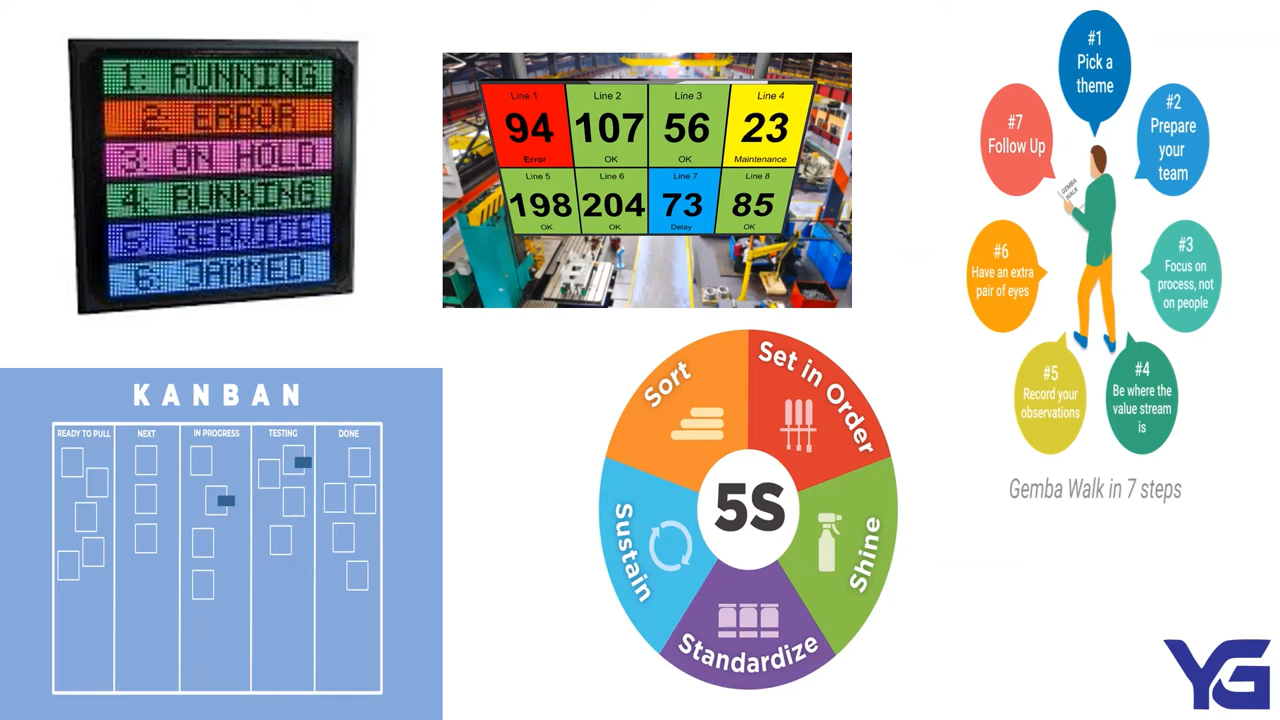 1: RUNNING
2. ERROR
3: ON HOLD
4: RUNNING
5: SERVICE
6: JAMMED
Line 1
94
Error
Line 2
107
OK
Line 3
56
OK
Line 4
23
Maintenance
Line 5
198
OK
Line 6
204
OK
Line 7
73
Delay
Line 8
85
OK
#1
Pick a
theme
#2
Prepare
your
team
#3
Focus on
process, not
on people
#4
Be where the
value stream
is
#5
Record your
observations
#6
Have an extra
pair of eyes
#7
Follow Up
GEMBA
WALK
Gemba Walk in 7 steps
KANBAN
READY TO PULL
NEXT
IN PROGRESS
TESTING
DONE
Sort
Set in Order
Shine
Standardize
Sustain
5S
YG